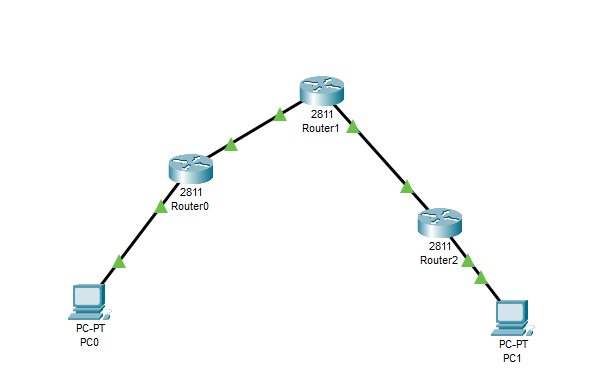 2811
Router1
2811
Router0
2811
Router2
PC-PT
PC0
PC-PT
PC1